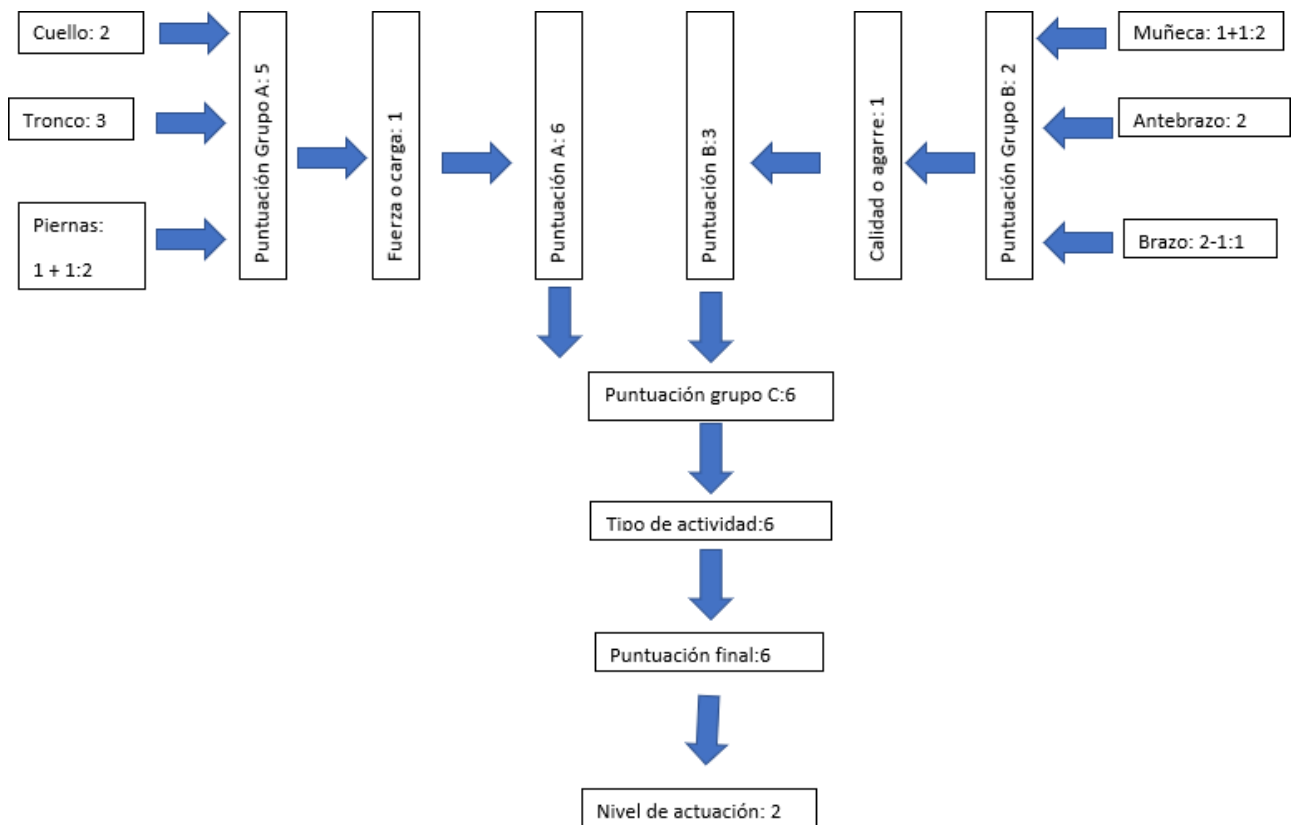 Cuello: 2
Tronco: 3
Piernas:
1 + 1:2
Puntuación Grupo A: 5
Fuerza o carga: 1
Puntuación A: 6
Puntuación B:3
Calidad o agarre: 1
Puntuación Grupo B: 2
Muñeca: 1+1:2
Antebrazo: 2
Brazo: 2-1:1
Puntuación grupo C:6
Tipo de actividad:6
Puntuación final:6
Nivel de actuación: 2